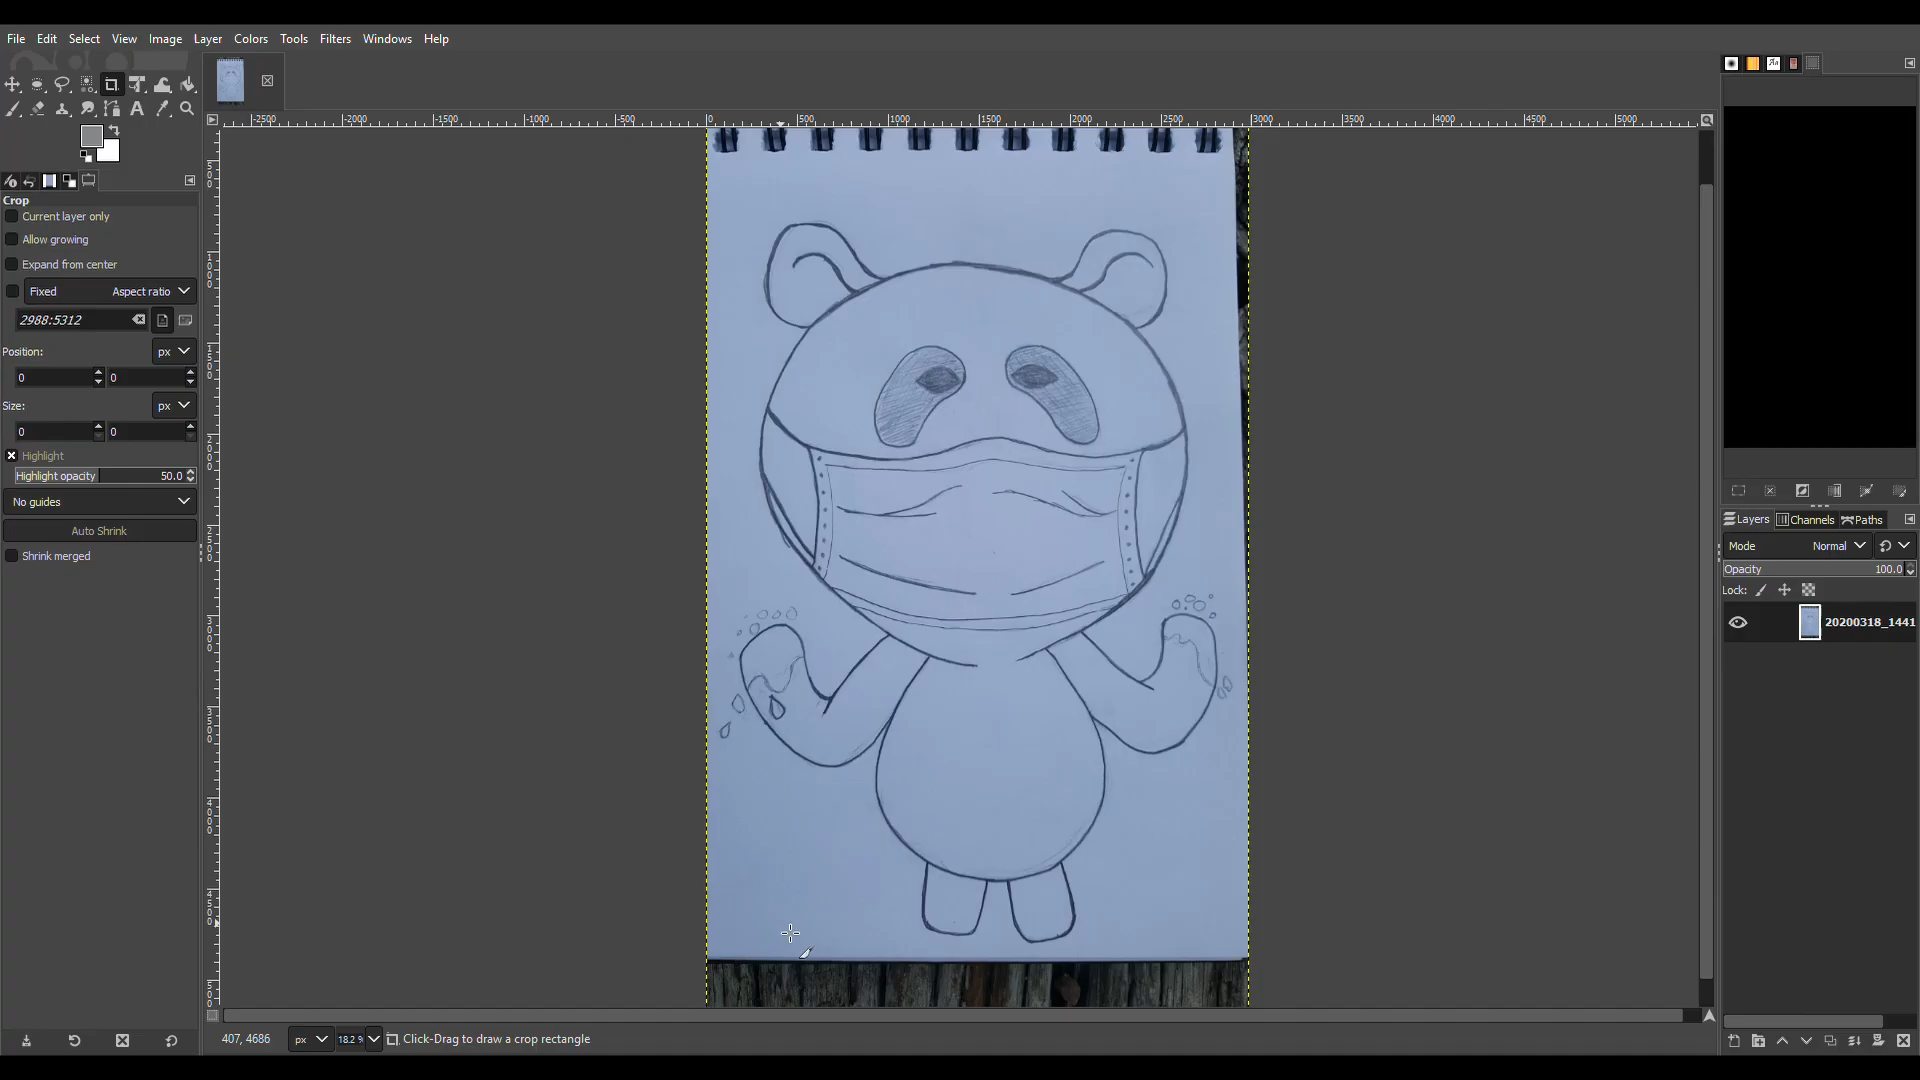 File Edit Select View Image Layer Colors Tools Filters Windows Help
-2500 -2000 -1500 -1000 -500 0 500 1000 1500 2000 2500 3000 3500 4000 4500 5000
Crop
Current layer only
Allow growing
Expand from center
Fixed Aspect ratio
2988:5312
Position: px
0 0
Size: px
0 0
Highlight
Highlight opacity 50.0
No guides
Auto Shrink
Shrink merged
Layers Channels Paths
Mode Normal
Opacity 100.0
Lock:
20200318_1441
407, 4686 px 18.2 % Click-Drag to draw a crop rectangle